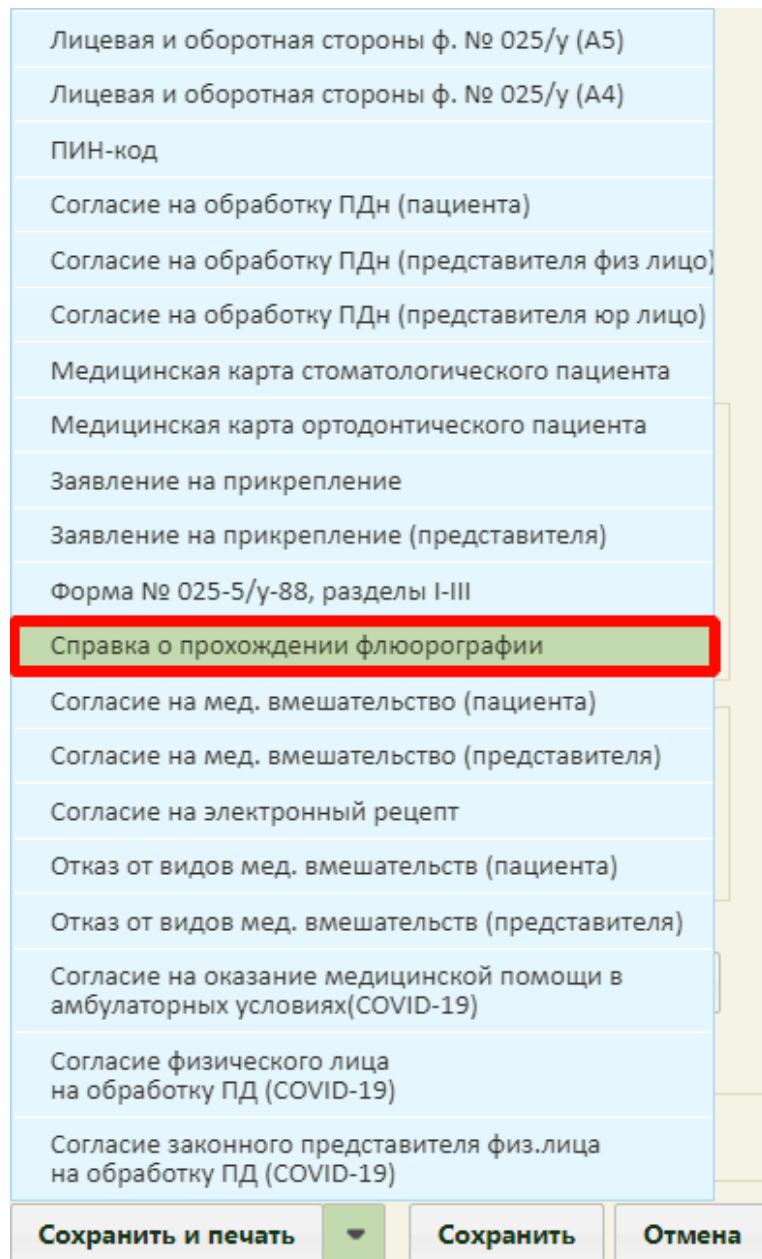 Лицевая и оборотная стороны ф. № 025/у (А5)
Лицевая и оборотная стороны ф. № 025/у (А4)
ПИН-код
Согласие на обработку ПДн (пациента)
Согласие на обработку ПДн (представителя физ лицо)
Согласие на обработку ПДн (представителя юр лицо)
Медицинская карта стоматологического пациента
Медицинская карта ортодонтического пациента
Заявление на прикрепление
Заявление на прикрепление (представителя)
Форма № 025-5/у-88, разделы I-III
Справка о прохождении флюорографии
Согласие на мед. вмешательство (пациента)
Согласие на мед. вмешательство (представителя)
Согласие на электронный рецепт
Отказ от видов мед. вмешательств (пациента)
Отказ от видов мед. вмешательств (представителя)
Согласие на оказание медицинской помощи в
амбулаторных условиях(COVID-19)
Согласие физического лица
на обработку ПД (COVID-19)
Согласие законного представителя физ.лица
на обработку ПД (COVID-19)
Сохранить и печать Сохранить Отмена